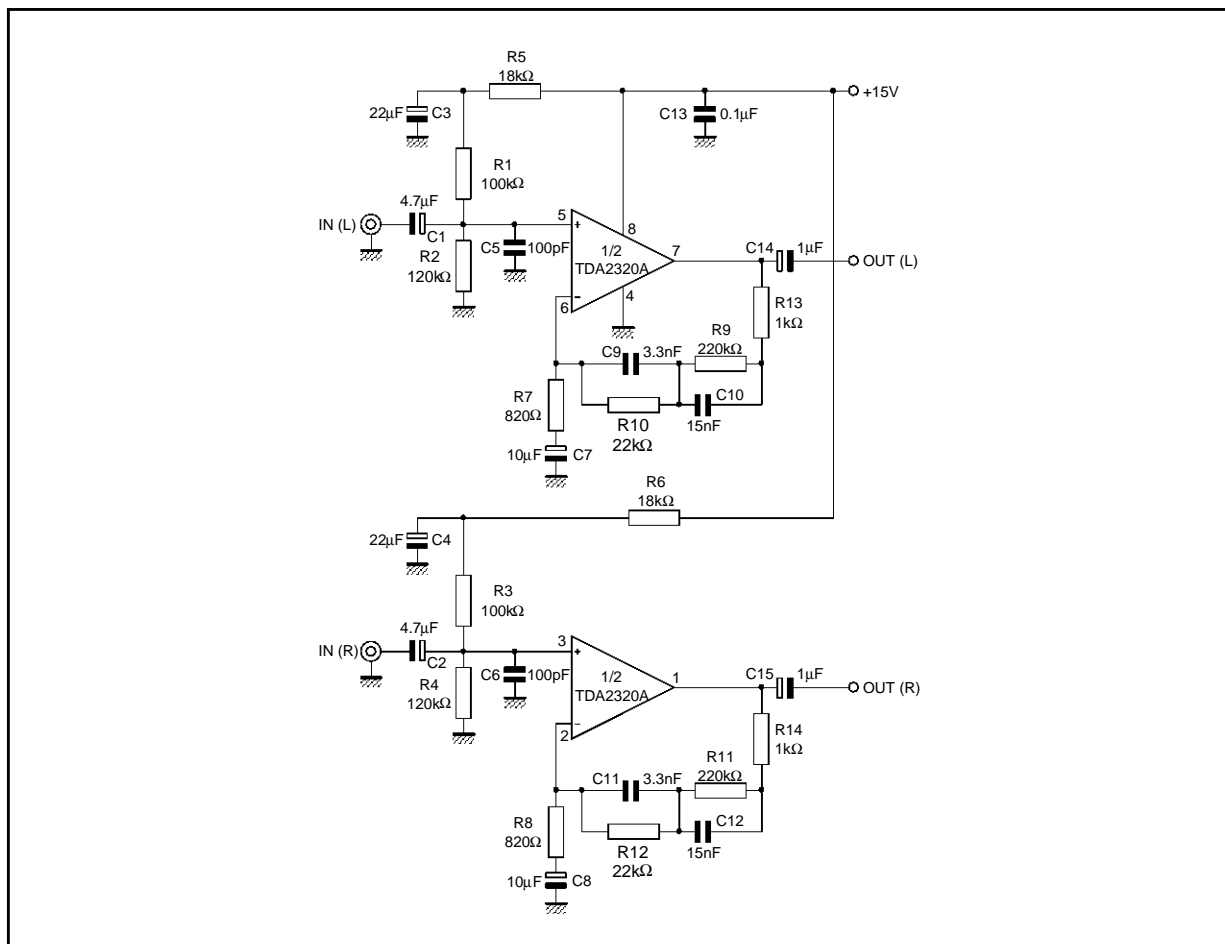 R5
18kΩ
+15V
22μF C3
C13 0.1μF
R1
100kΩ
4.7μF
IN (L)
C1
5
+
8
C5 100pF
1/2
TDA2320A
7
C14 1μF
OUT (L)
R2
120kΩ
4
−
6
R13
1kΩ
C9 3.3nF
R9
220kΩ
R7
820Ω
C10
15nF
R10
22kΩ
10μF C7
R6
18kΩ
22μF C4
R3
100kΩ
4.7μF
IN (R)
C2
3
+
C6 100pF
1/2
TDA2320A
1
C15 1μF
OUT (R)
R4
120kΩ
−
2
R14
1kΩ
C11 3.3nF
R11
220kΩ
R8
820Ω
C12
15nF
R12
22kΩ
10μF C8